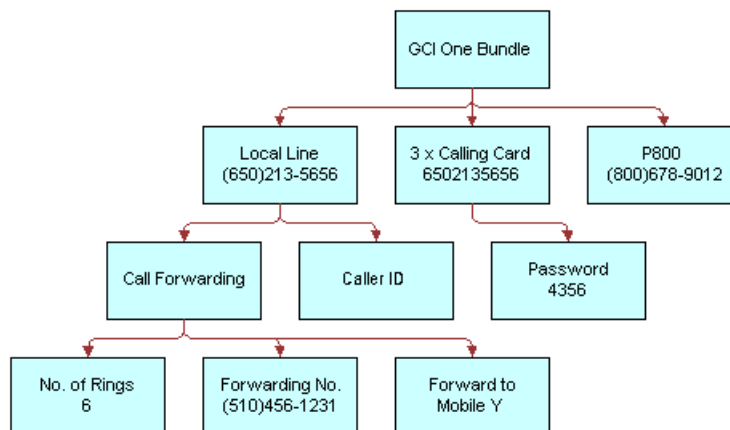 GCI One Bundle
Local Line
(650)213-5656
3 x Calling Card
6502135656
P800
(800)678-9012
Call Forwarding
Caller ID
Password
4356
No. of Rings
6
Forwarding No.
(510)456-1231
Forward to
Mobile Y